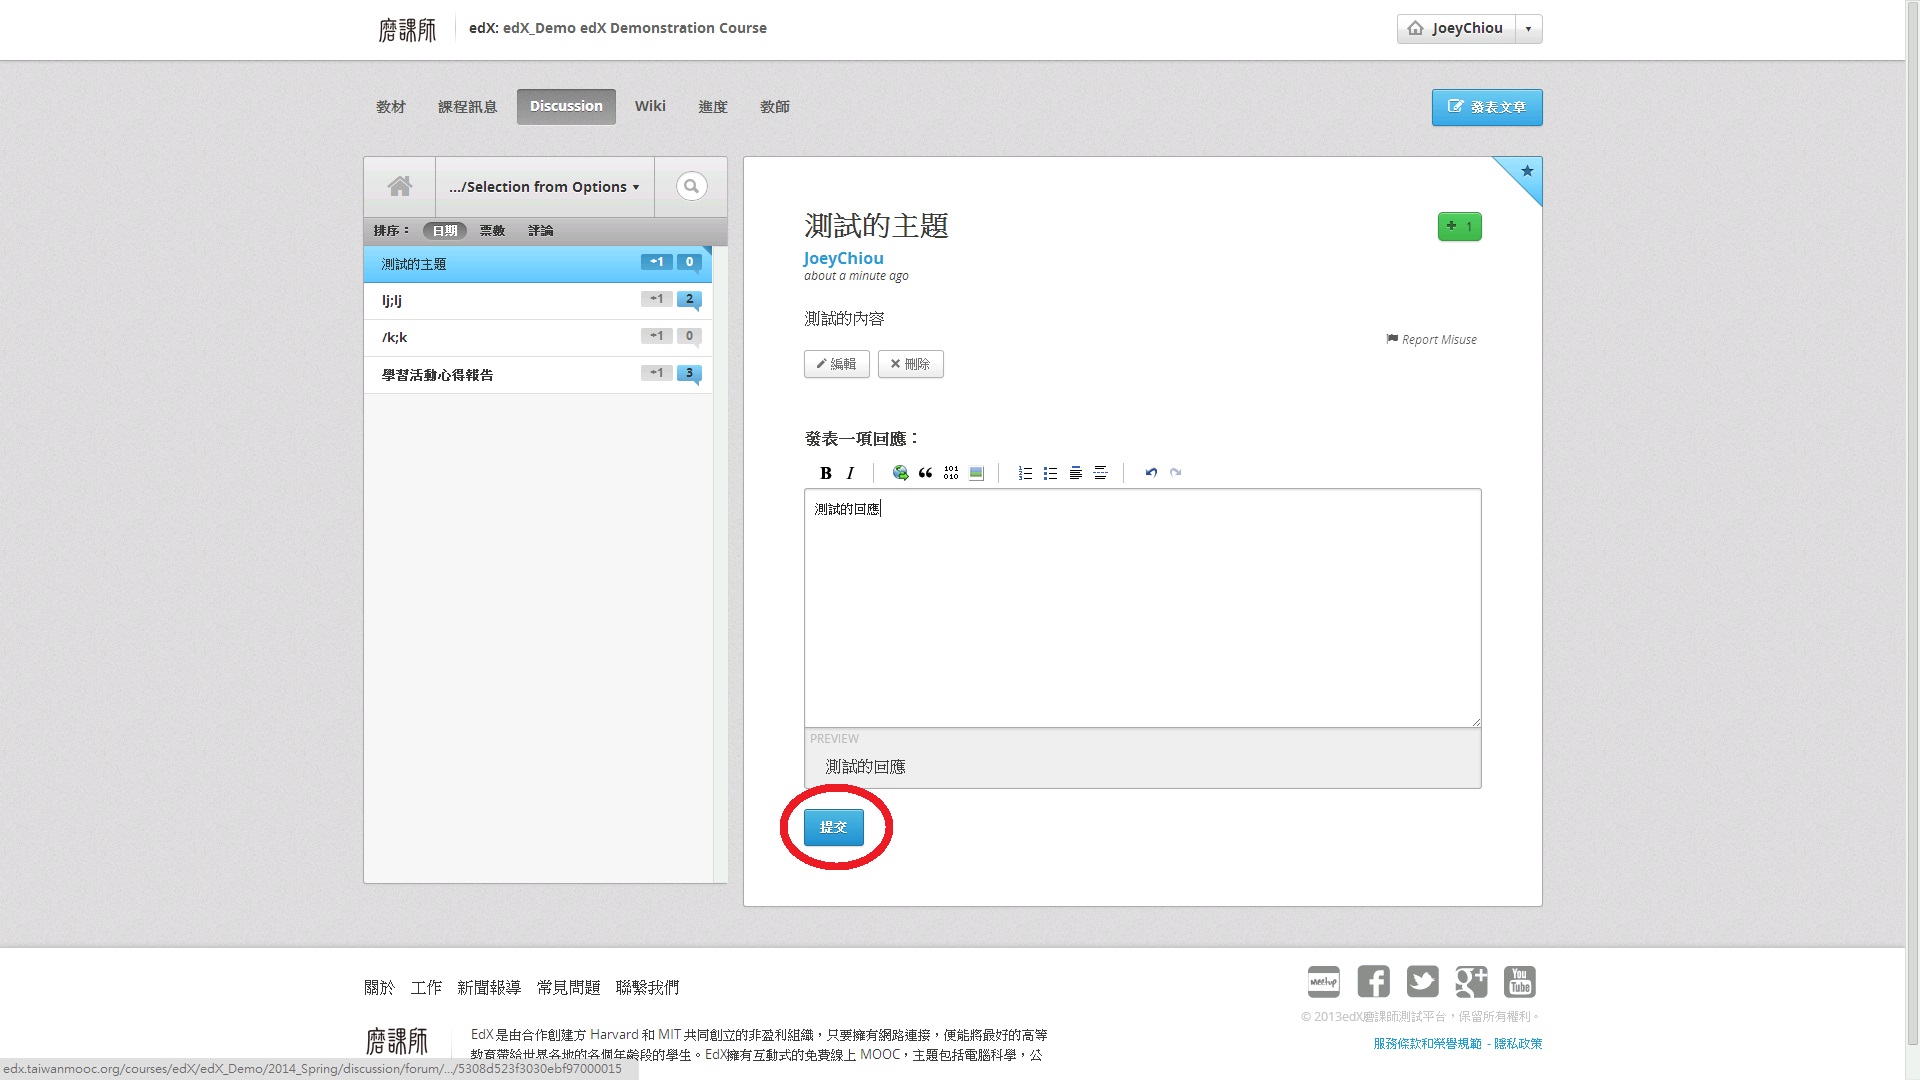 磨課師
edX: edX_Demo edX Demonstration Course
JoeyChiou
教材 課程訊息 Discussion Wiki 進度 教師
發表文章
.../Selection from Options
排序： 日期 票數 評論
測試的主題 +1 0
lj;lj +1 2
/k;k +1 0
學習活動心得報告 +1 3
測試的主題
+ 1
JoeyChiou
about a minute ago
測試的內容
Report Misuse
編輯 刪除
發表一項回應：
B I 101 010
測試的回應
PREVIEW
測試的回應
提交
關於 工作 新聞報導 常見問題 聯繫我們
Meetup f g+ You Tube
© 2013edX磨課師測試平台，保留所有權利。
服務條款和榮譽規範 - 隱私政策
磨課師
EdX 是由合作創建方 Harvard 和 MIT 共同創立的非盈利組織，只要擁有網路連接，便能將最好的高等
教育帶給世界各地的各個年齡段的學生。EdX擁有互動式的免費線上 MOOC，主題包括電腦科學，公
edx.taiwanmooc.org/courses/edX/edX_Demo/2014_Spring/discussion/forum/.../5308d523f3030ebf97000015